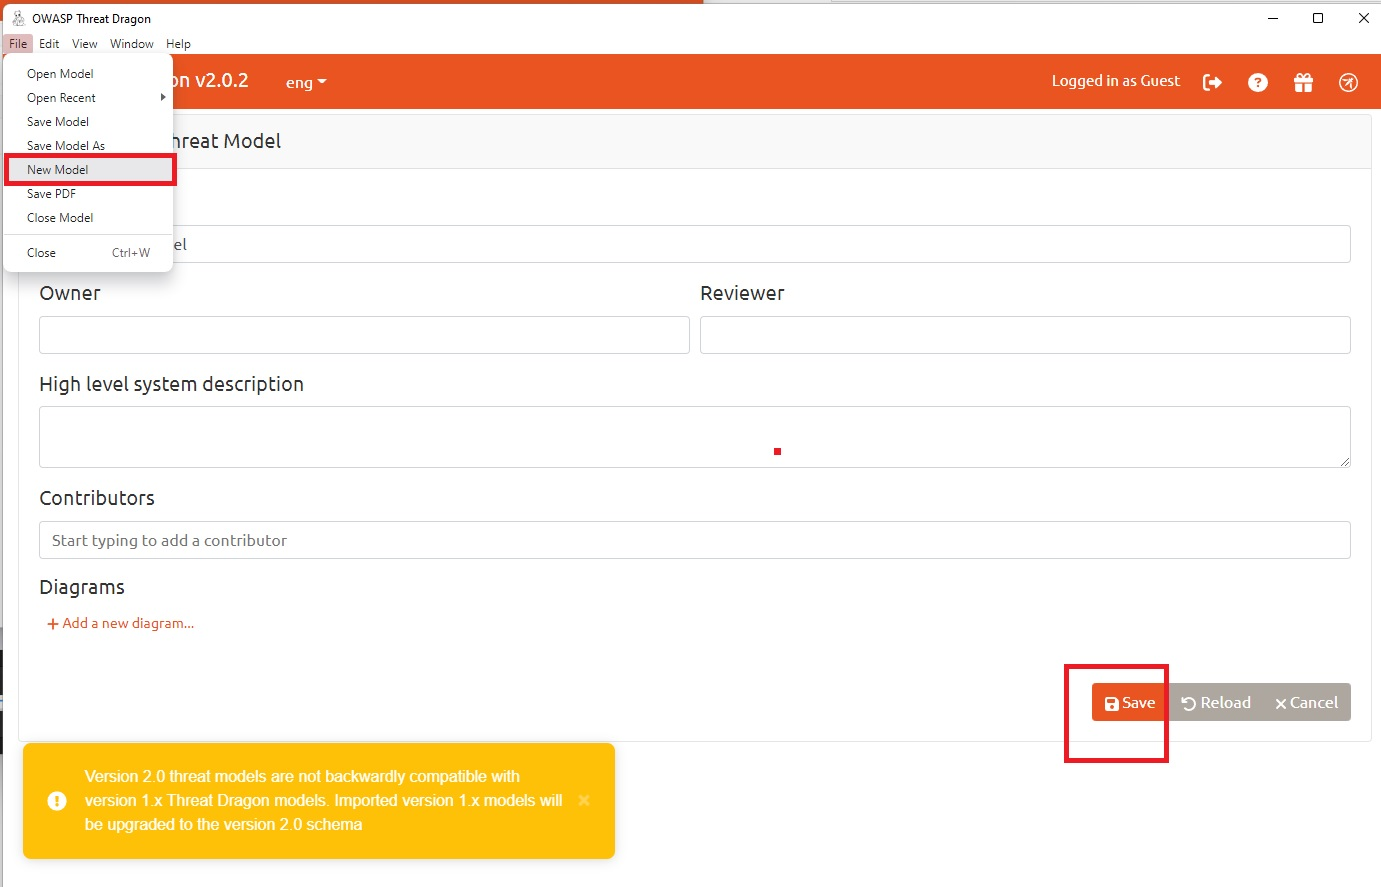 OWASP Threat Dragon
File Edit View Window Help
Open Model
Open Recent
Save Model
Save Model As
New Model
Save PDF
Close Model
Close Ctrl+W
on v2.0.2 eng Logged in as Guest
hreat Model
el
Owner Reviewer
High level system description
Contributors
Start typing to add a contributor
Diagrams
+ Add a new diagram...
Save Reload Cancel
Version 2.0 threat models are not backwardly compatible with
version 1.x Threat Dragon models. Imported version 1.x models will
be upgraded to the version 2.0 schema